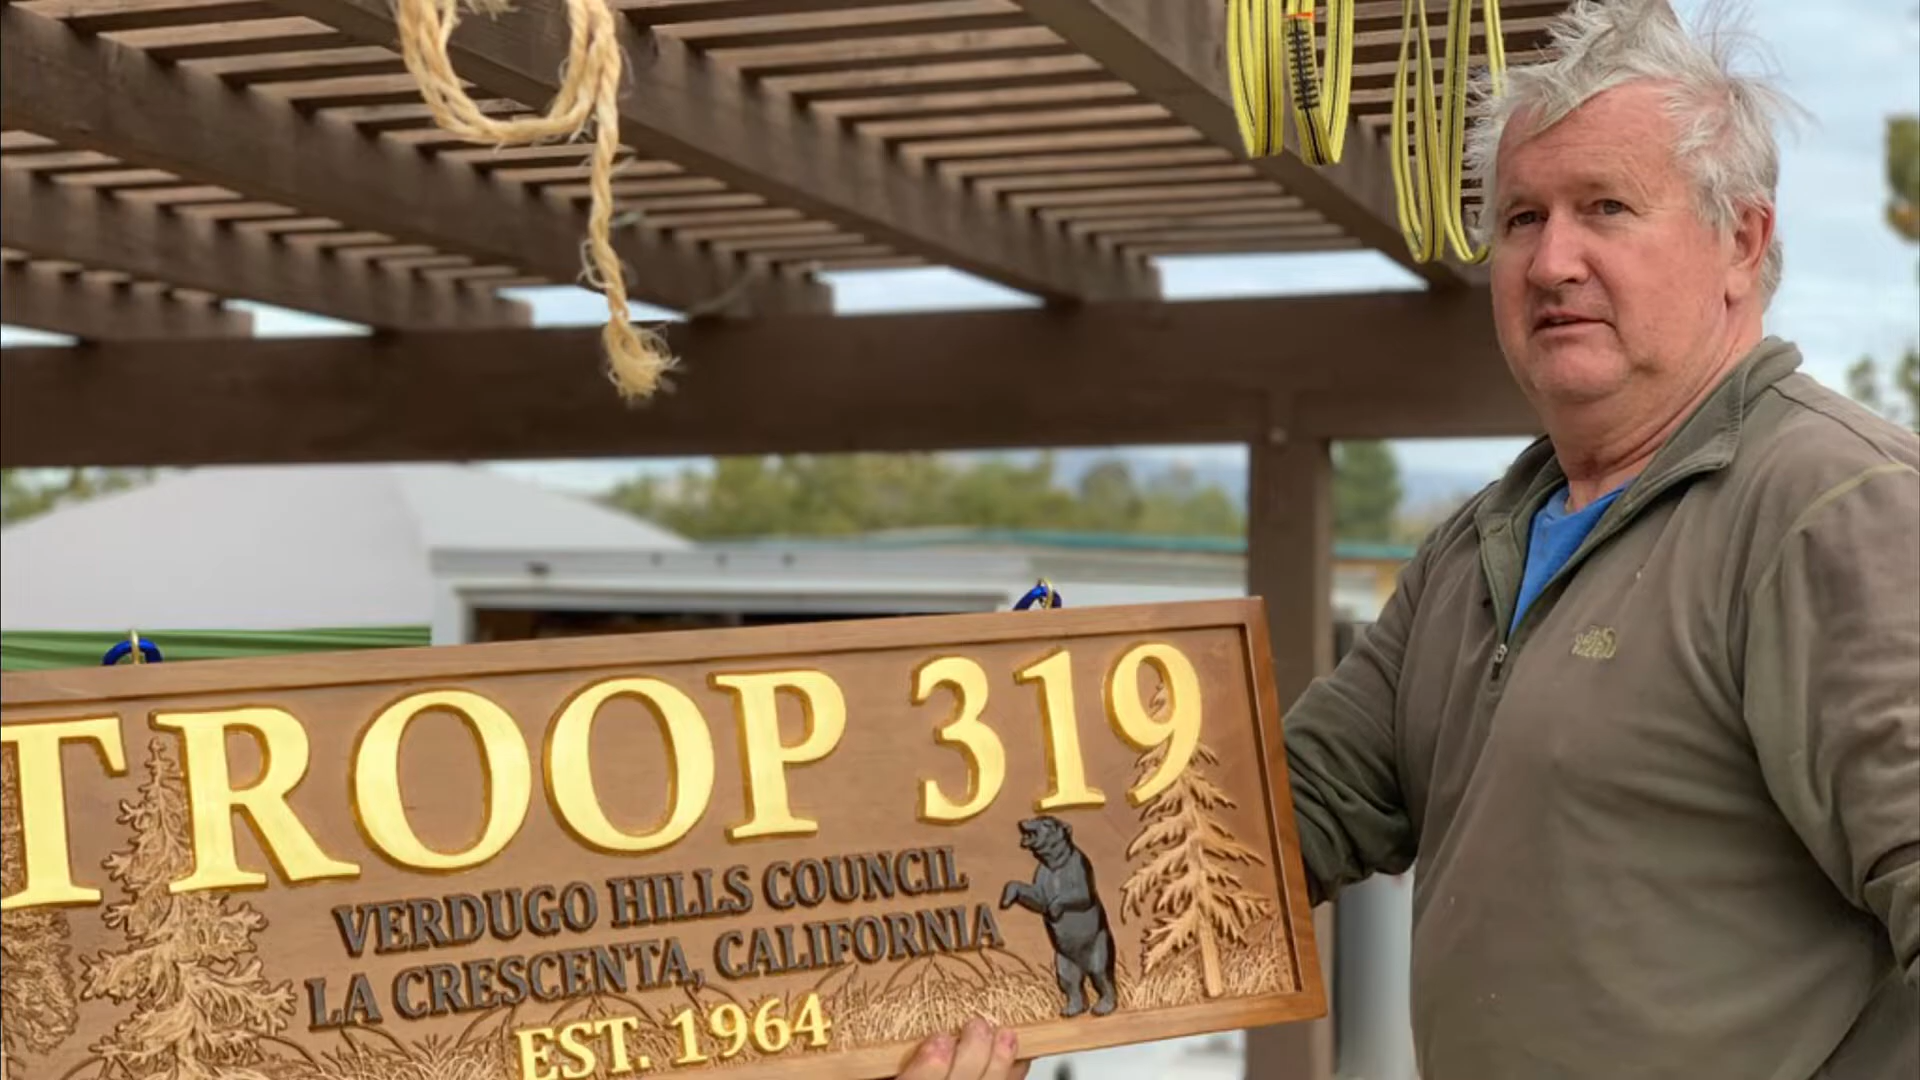 TROOP 319
VERDUGO HILLS COUNCIL
LA CRESCENTA, CALIFORNIA
EST. 1964